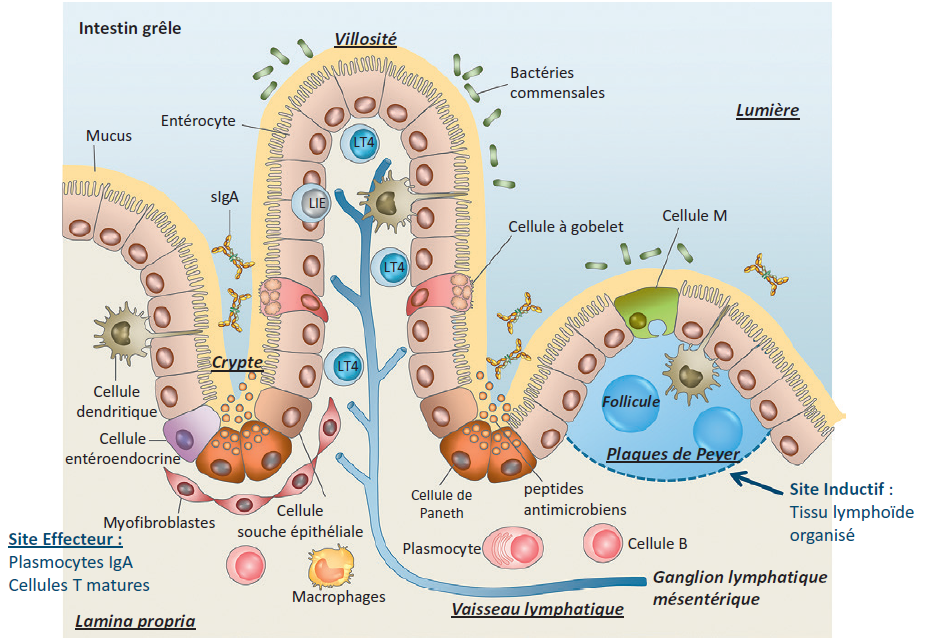 Intestin grêle
Villosité
Bactéries
commensales
Lumière
Entérocyte
Mucus
LT4
sIgA
LIE
Cellule M
Cellule à gobelet
LT4
LT4
Crypte
Cellule
dendritique
Follicule
Cellule
entéroendocrine
Plaques de Peyer
Cellule de
Paneth
peptides
antimicrobiens
Site Inductif :
Tissu lymphoïde
organisé
Myofibroblastes
Cellule
souche épithéliale
Site Effecteur :
Plasmocytes IgA
Cellules T matures
Plasmocyte
Cellule B
Macrophages
Ganglion lymphatique
mésentérique
Vaisseau lymphatique
Lamina propria